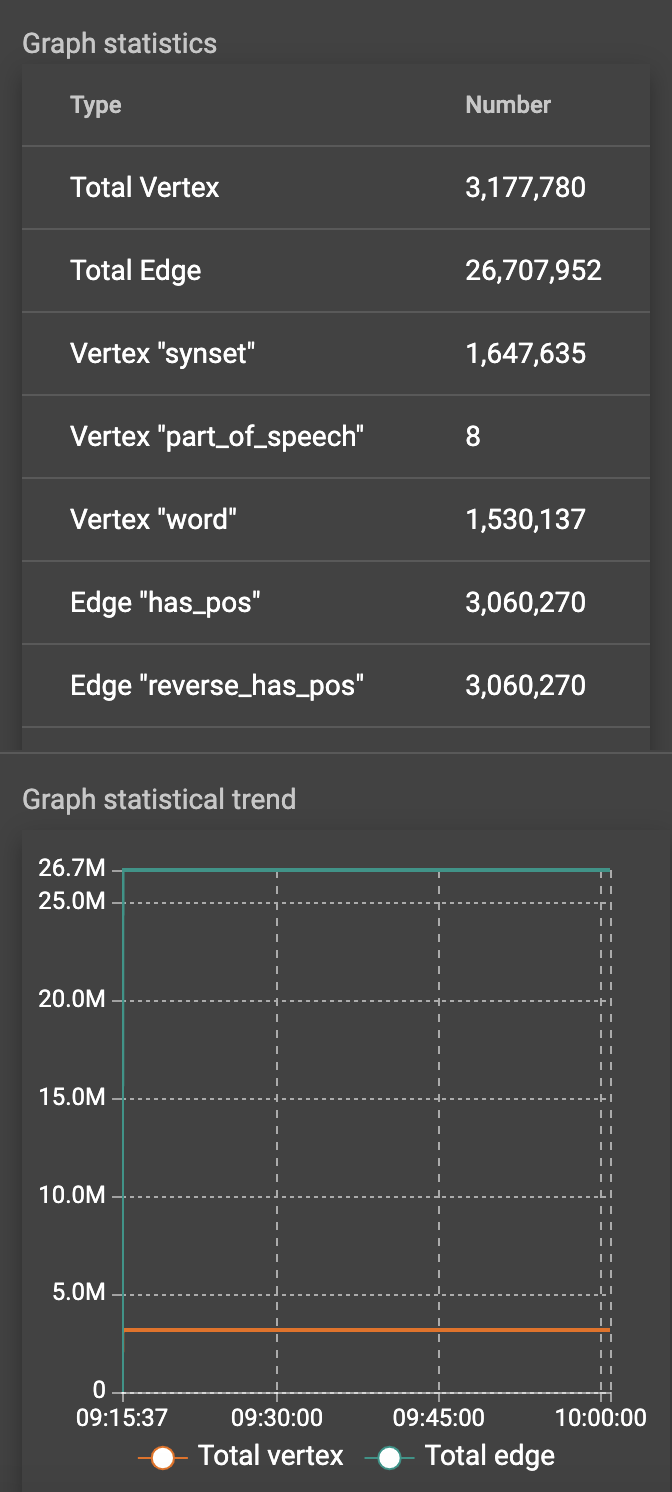 Graph statistics
Type Number
Total Vertex 3,177,780
Total Edge 26,707,952
Vertex "synset" 1,647,635
Vertex "part_of_speech" 8
Vertex "word" 1,530,137
Edge "has_pos" 3,060,270
Edge "reverse_has_pos" 3,060,270
Graph statistical trend
26.7M
25.0M
20.0M
15.0M
10.0M
5.0M
0
09:15:37 09:30:00 09:45:00 10:00:00
Total vertex Total edge